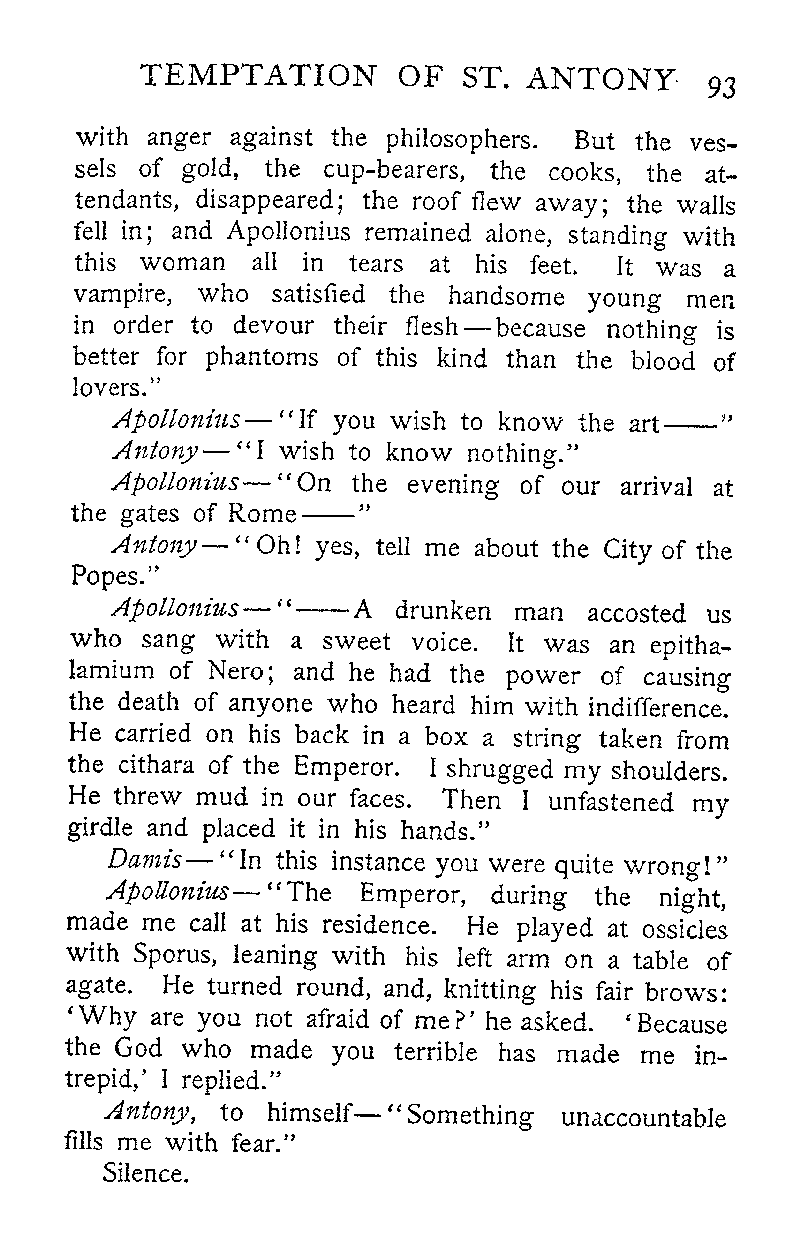 TEMPTATION OF ST. ANTONY 93
with anger against the philosophers. But the ves-
sels of gold, the cup-bearers, the cooks, the at-
tendants, disappeared; the roof flew away; the walls
fell in; and Apollonius remained alone, standing with
this woman all in tears at his feet. It was a
vampire, who satisfied the handsome young men
in order to devour their flesh—because nothing is
better for phantoms of this kind than the blood of
lovers.”
Apollonius—“If you wish to know the art——”
Antony—“I wish to know nothing.”
Apollonius—“On the evening of our arrival at
the gates of Rome——”
Antony—“Oh! yes, tell me about the City of the
Popes.”
Apollonius—“——A drunken man accosted us
who sang with a sweet voice. It was an epitha-
lamium of Nero; and he had the power of causing
the death of anyone who heard him with indifference.
He carried on his back in a box a string taken from
the cithara of the Emperor. I shrugged my shoulders.
He threw mud in our faces. Then I unfastened my
girdle and placed it in his hands.”
Damis—“In this instance you were quite wrong!”
Apollonius—“The Emperor, during the night,
made me call at his residence. He played at ossicles
with Sporus, leaning with his left arm on a table of
agate. He turned round, and, knitting his fair brows:
‘Why are you not afraid of me?’ he asked. ‘Because
the God who made you terrible has made me in-
trepid,’ I replied.”
Antony, to himself—“Something unaccountable
fills me with fear.”
Silence.